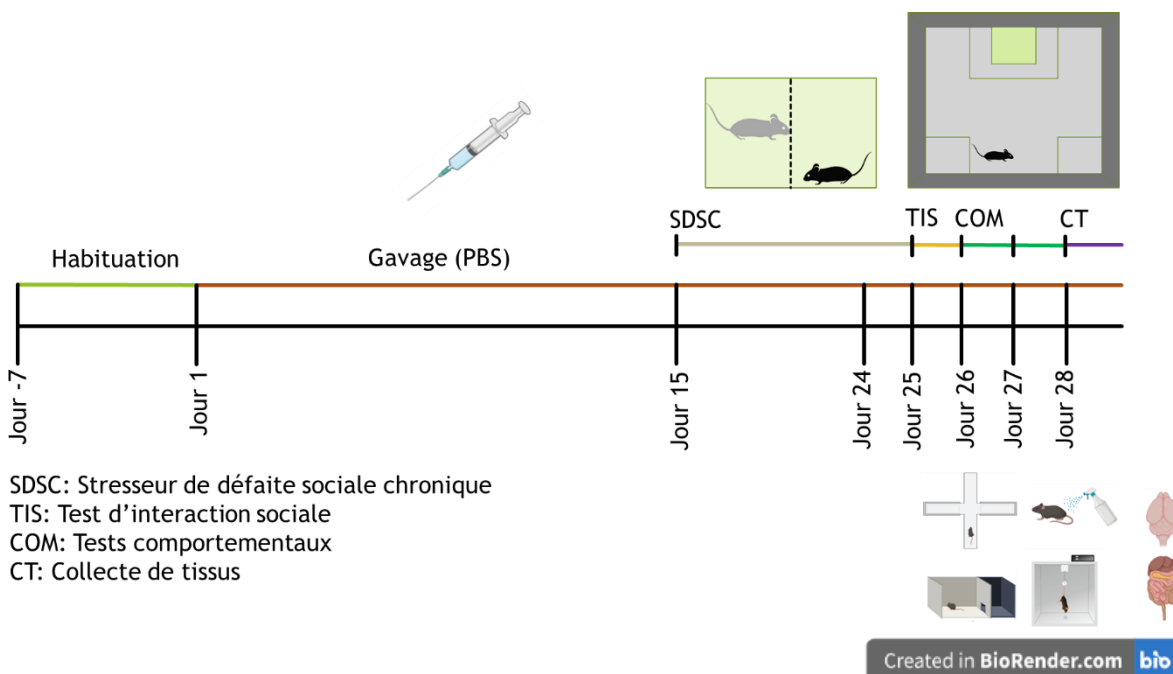 SDSC
TIS
COM
CT
Habituation
Gavage (PBS)
Jour -7
Jour 1
Jour 15
Jour 24
Jour 25
Jour 26
Jour 27
Jour 28
SDSC: Stresseur de défaite sociale chronique
TIS: Test d’interaction sociale
COM: Tests comportementaux
CT: Collecte de tissus
Created in BioRender.com bio